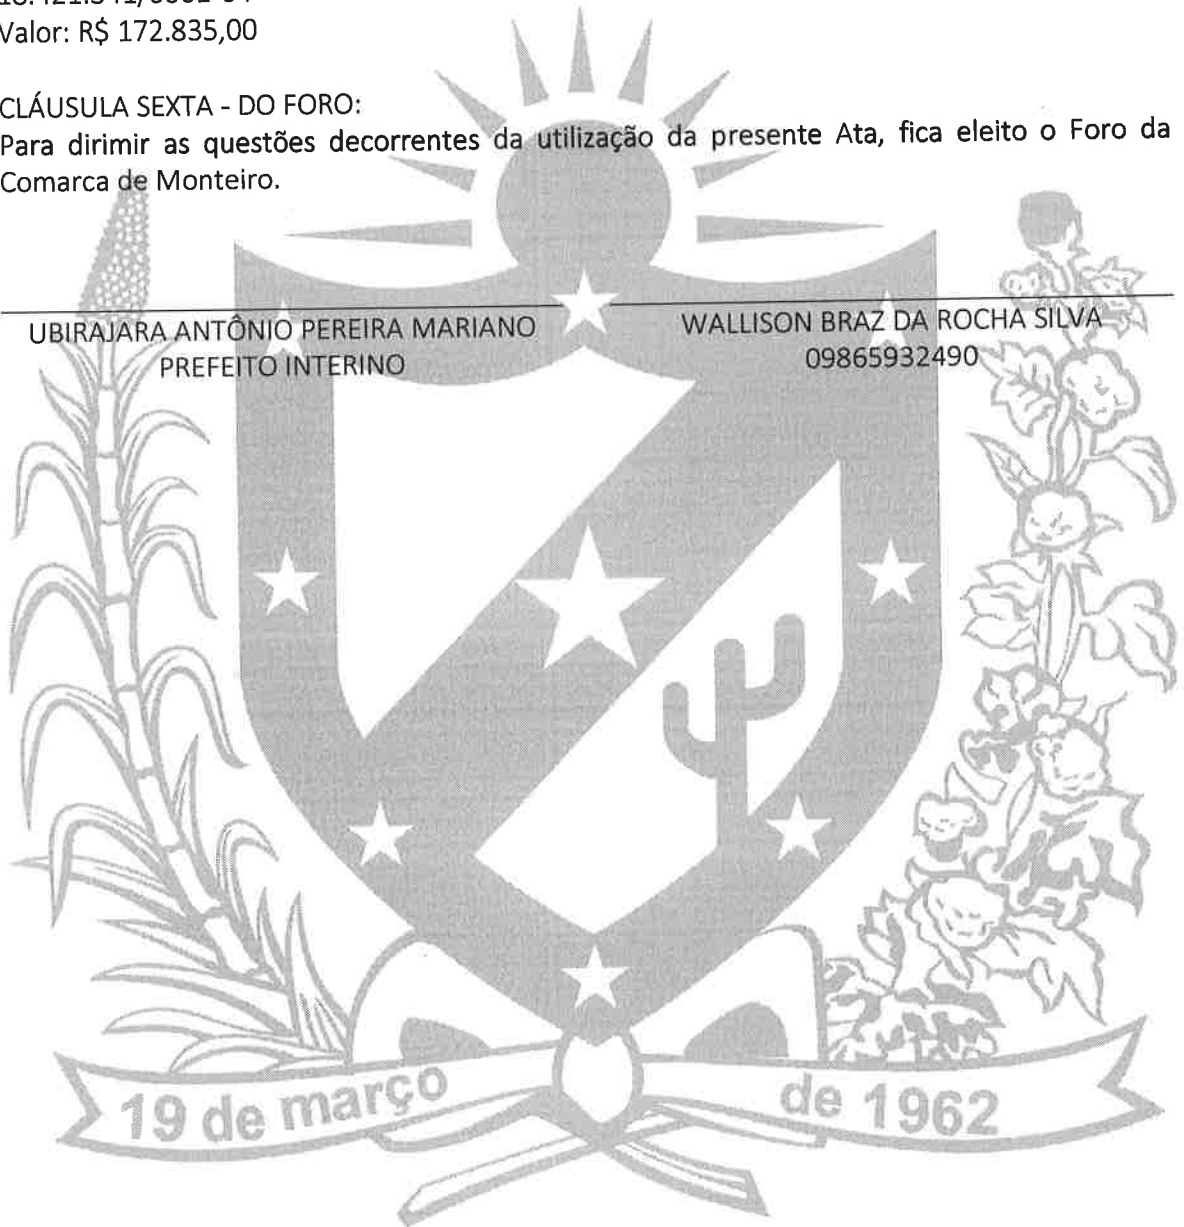 Valor: R$ 172.835,00
CLÁUSULA SEXTA - DO FORO:
Para dirimir as questões decorrentes da utilização da presente Ata, fica eleito o Foro da
Comarca de Monteiro.
UBIRAJARA ANTÔNIO PEREIRA MARIANO
PREFEITO INTERINO
WALLISON BRAZ DA ROCHA SILVA
09865932490
19 de março de 1962